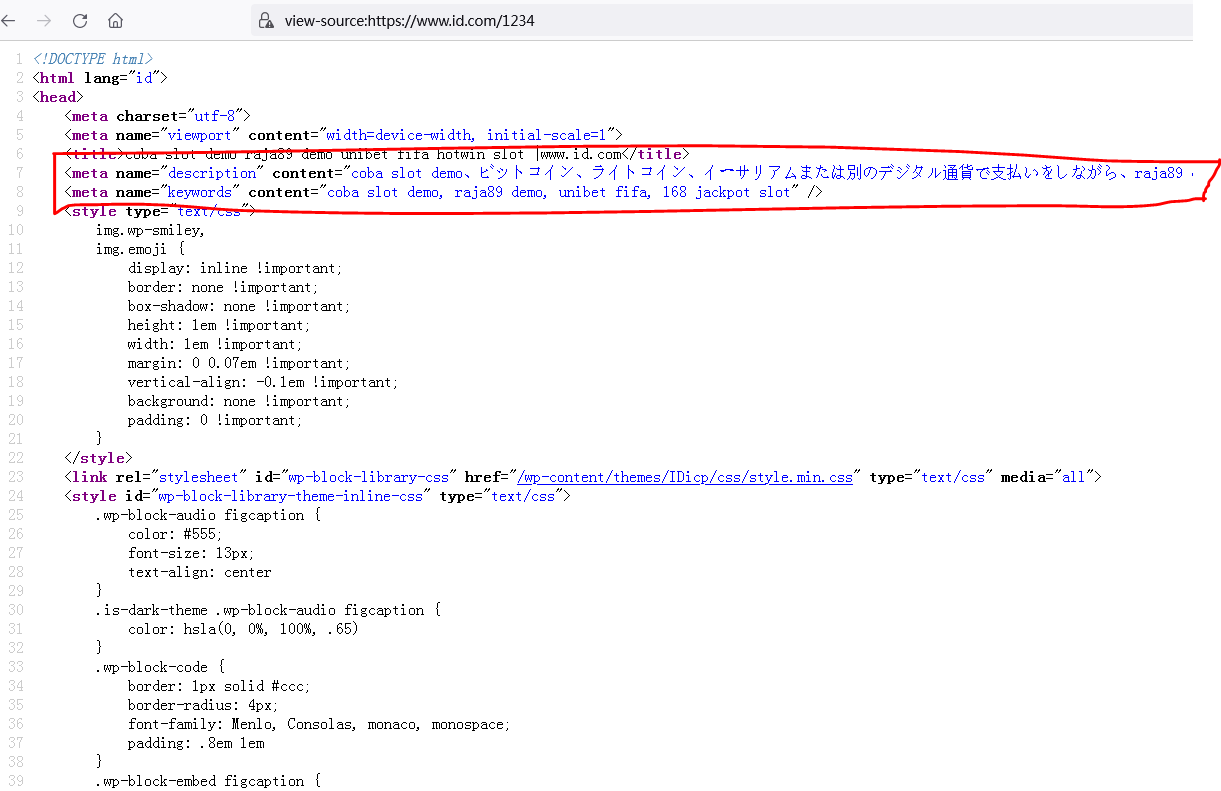 view-source:https://www.id.com/1234
1 <!DOCTYPE html>
2 <html lang="id">
3 <head>
4 <meta charset="utf-8">
5 <meta name="viewport" content="width=device-width, initial-scale=1">
6 <title>coba slot demo raja89 demo unibet fifa hotwin slot |www.id.com</title>
7 <meta name="description" content="coba slot demo、ビットコイン、ライトコイン、イーサリアムまたは別のデジタル通貨で支払いをしながら、raja89
8 <meta name="keywords" content="coba slot demo, raja89 demo, unibet fifa, 168 jackpot slot" />
9 <style type="text/css">
10 img.wp-smiley,
11 img.emoji {
12 display: inline !important;
13 border: none !important;
14 box-shadow: none !important;
15 height: 1em !important;
16 width: 1em !important;
17 margin: 0 0.07em !important;
18 vertical-align: -0.1em !important;
19 background: none !important;
20 padding: 0 !important;
21 }
22 </style>
23 <link rel="stylesheet" id="wp-block-library-css" href="/wp-content/themes/IDicp/css/style.min.css" type="text/css" media="all">
24 <style id="wp-block-library-theme-inline-css" type="text/css">
25 .wp-block-audio figcaption {
26 color: #555;
27 font-size: 13px;
28 text-align: center
29 }
30 .is-dark-theme .wp-block-audio figcaption {
31 color: hsla(0, 0%, 100%, .65)
32 }
33 .wp-block-code {
34 border: 1px solid #ccc;
35 border-radius: 4px;
36 font-family: Menlo, Consolas, monaco, monospace;
37 padding: .8em 1em
38 }
39 .wp-block-embed figcaption {